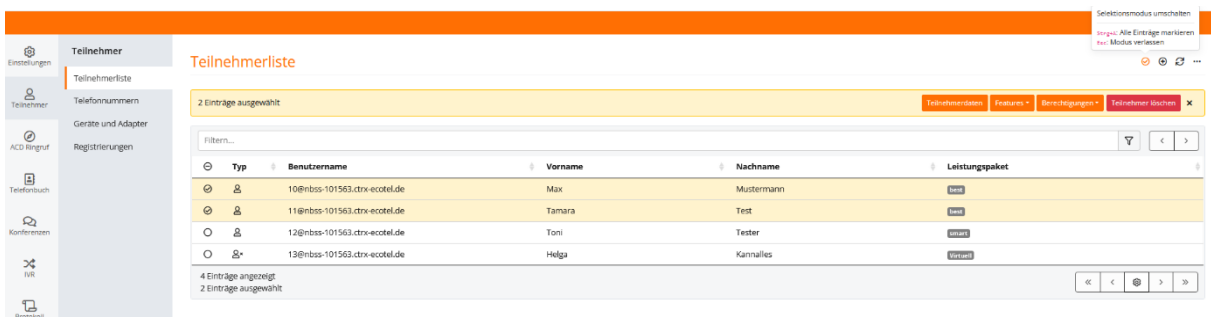 Selektionsmodus umschalten
Strg+A: Alle Einträge markieren
Esc: Modus verlassen
Einstellungen
Teilnehmer
ACD Ringruf
Telefonbuch
Konferenzen
IVR
Protokoll
Teilnehmer
Teilnehmerliste
Telefonnummern
Geräte und Adapter
Registrierungen
Teilnehmerliste
2 Einträge ausgewählt Teilnehmerdaten Features Berechtigungen Teilnehmer löschen
Filtern...
Typ Benutzername Vorname Nachname Leistungspaket
10@nbss-101563.ctrx-ecotel.de Max Mustermann best
11@nbss-101563.ctrx-ecotel.de Tamara Test best
12@nbss-101563.ctrx-ecotel.de Toni Tester smart
13@nbss-101563.ctrx-ecotel.de Helga Kannalles Virtuell
4 Einträge angezeigt
2 Einträge ausgewählt